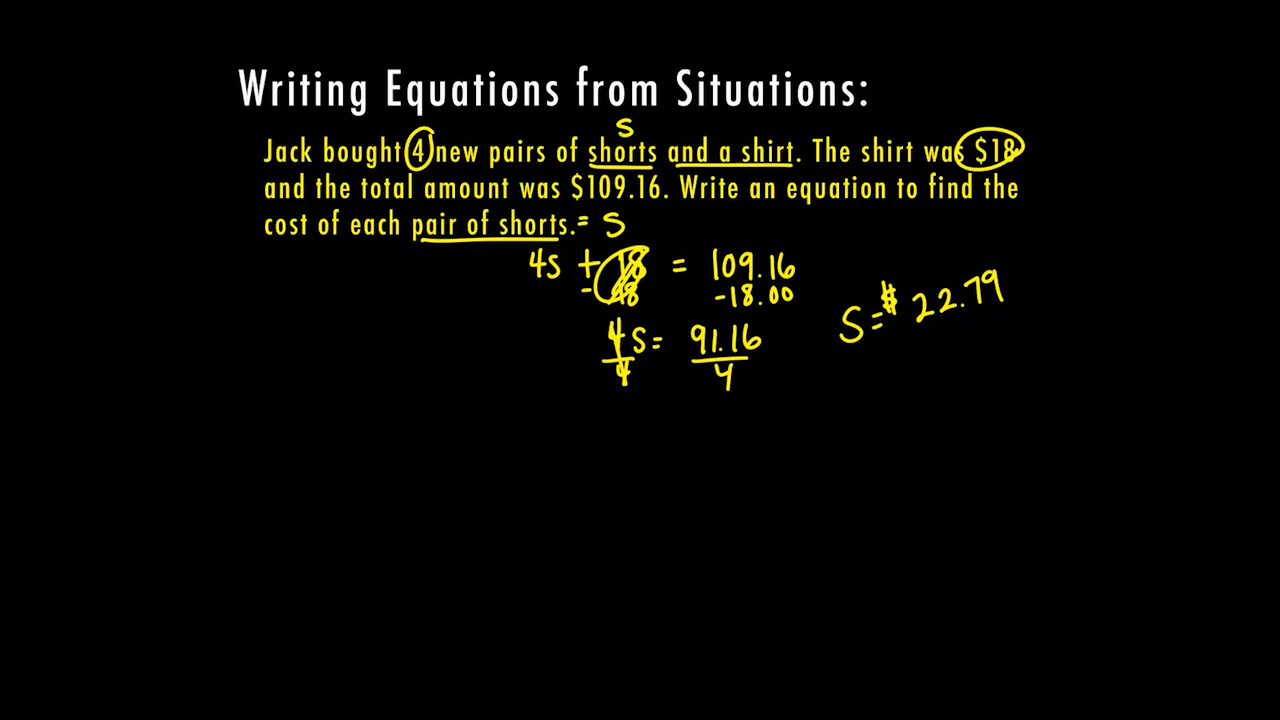 Writing Equations from Situations:
S
Jack bought 4 new pairs of shorts and a shirt. The shirt was $18
and the total amount was $109.16. Write an equation to find the
cost of each pair of shorts. = S
4S + 18 = 109.16
-18 -18.00
4S = 91.16
4 4
S = $22.79